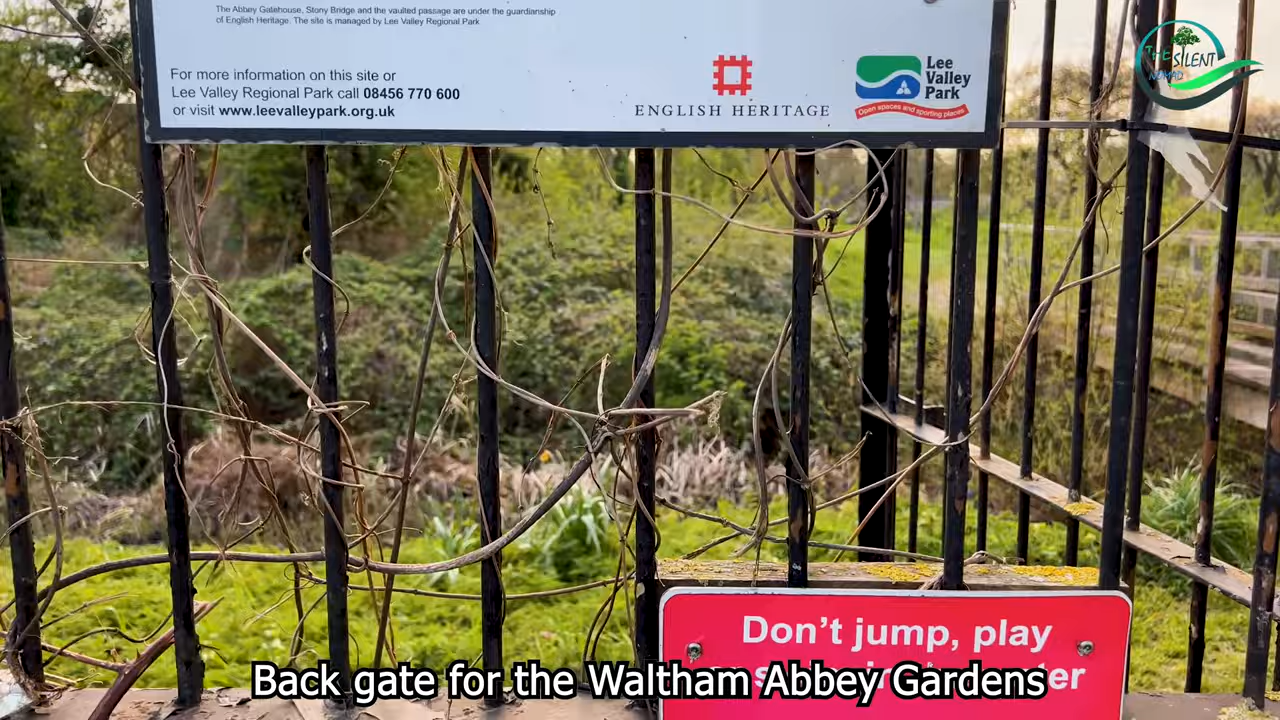 The Abbey Gatehouse, Stony Bridge and the vaulted passage are under the guardianship
of English Heritage. The site is managed by Lee Valley Regional Park
For more information on this site or
Lee Valley Regional Park call 08456 770 600
or visit www.leevalleypark.org.uk
ENGLISH HERITAGE
Lee
Valley
Park
Open spaces and sporting places
THE SILENT
NOMAD
Don't jump, play
Back gate for the Waltham Abbey Gardens